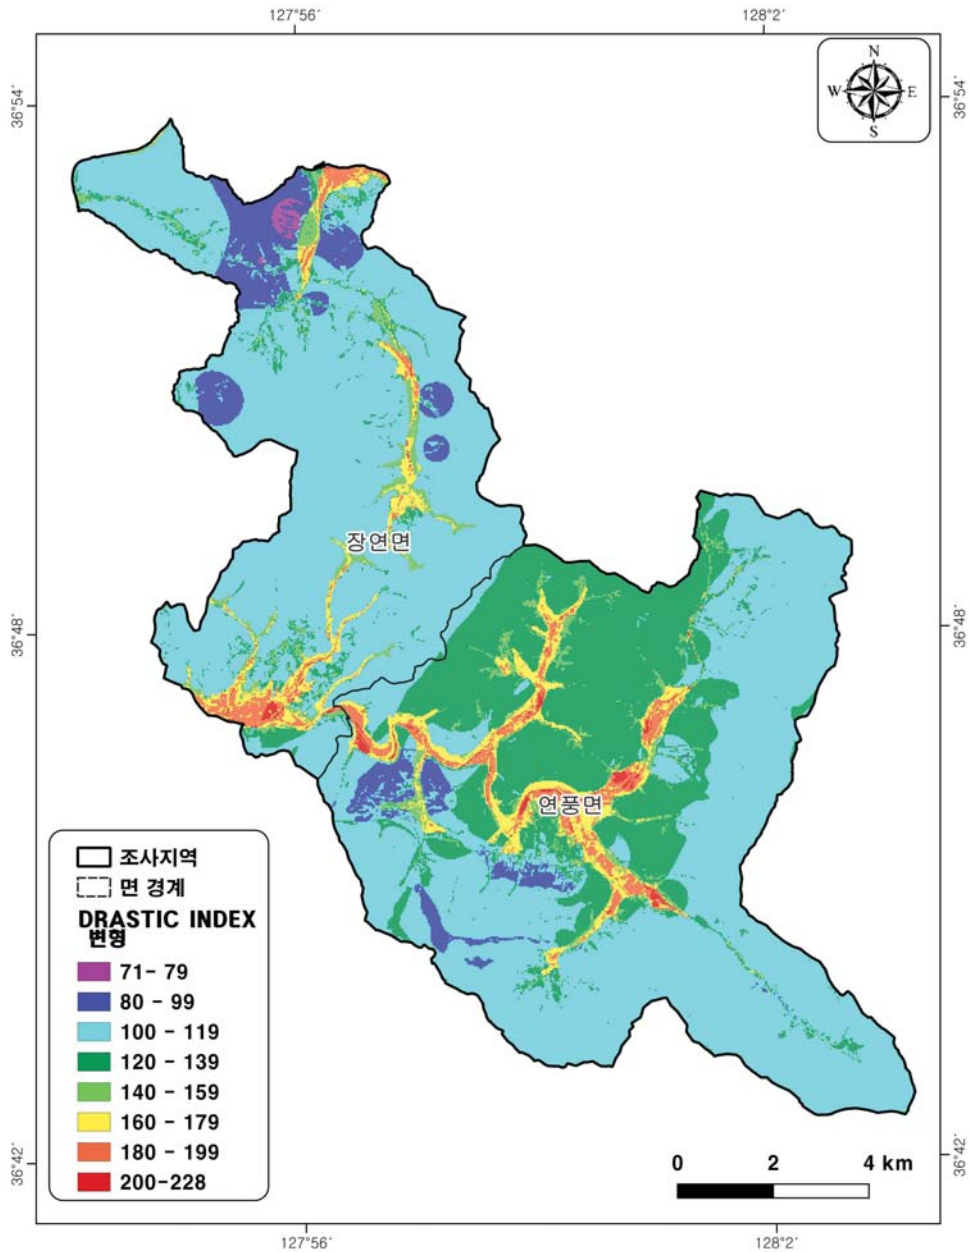 127°56′
128°2′
36°54′
36°54′
N
W
E
S
장연면
36°48′
36°48′
연풍면
조사지역
면 경계
DRASTIC INDEX
변형
71- 79
80 - 99
100 - 119
120 - 139
140 - 159
160 - 179
180 - 199
200-228
36°42′
36°42′
0 2 4 km
127°56′
128°2′